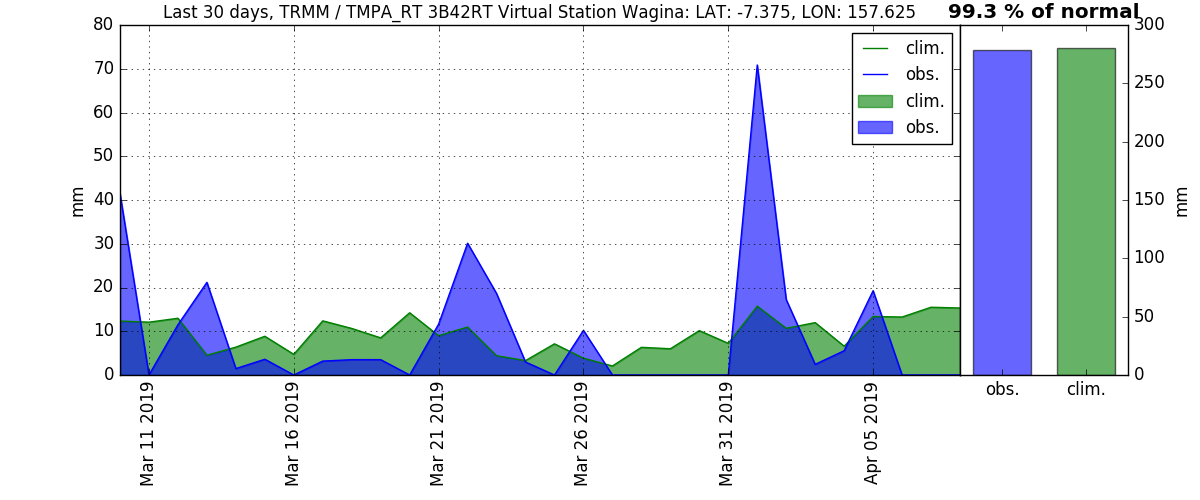 Last 30 days, TRMM / TMPA_RT 3B42RT Virtual Station Wagina: LAT: -7.375, LON: 157.625
99.3 % of normal
80
70
60
50
40
30
20
10
0
mm
clim.
obs.
clim.
obs.
Mar 11 2019
Mar 16 2019
Mar 21 2019
Mar 26 2019
Mar 31 2019
Apr 05 2019
300
250
200
150
100
50
0
mm
obs.
clim.